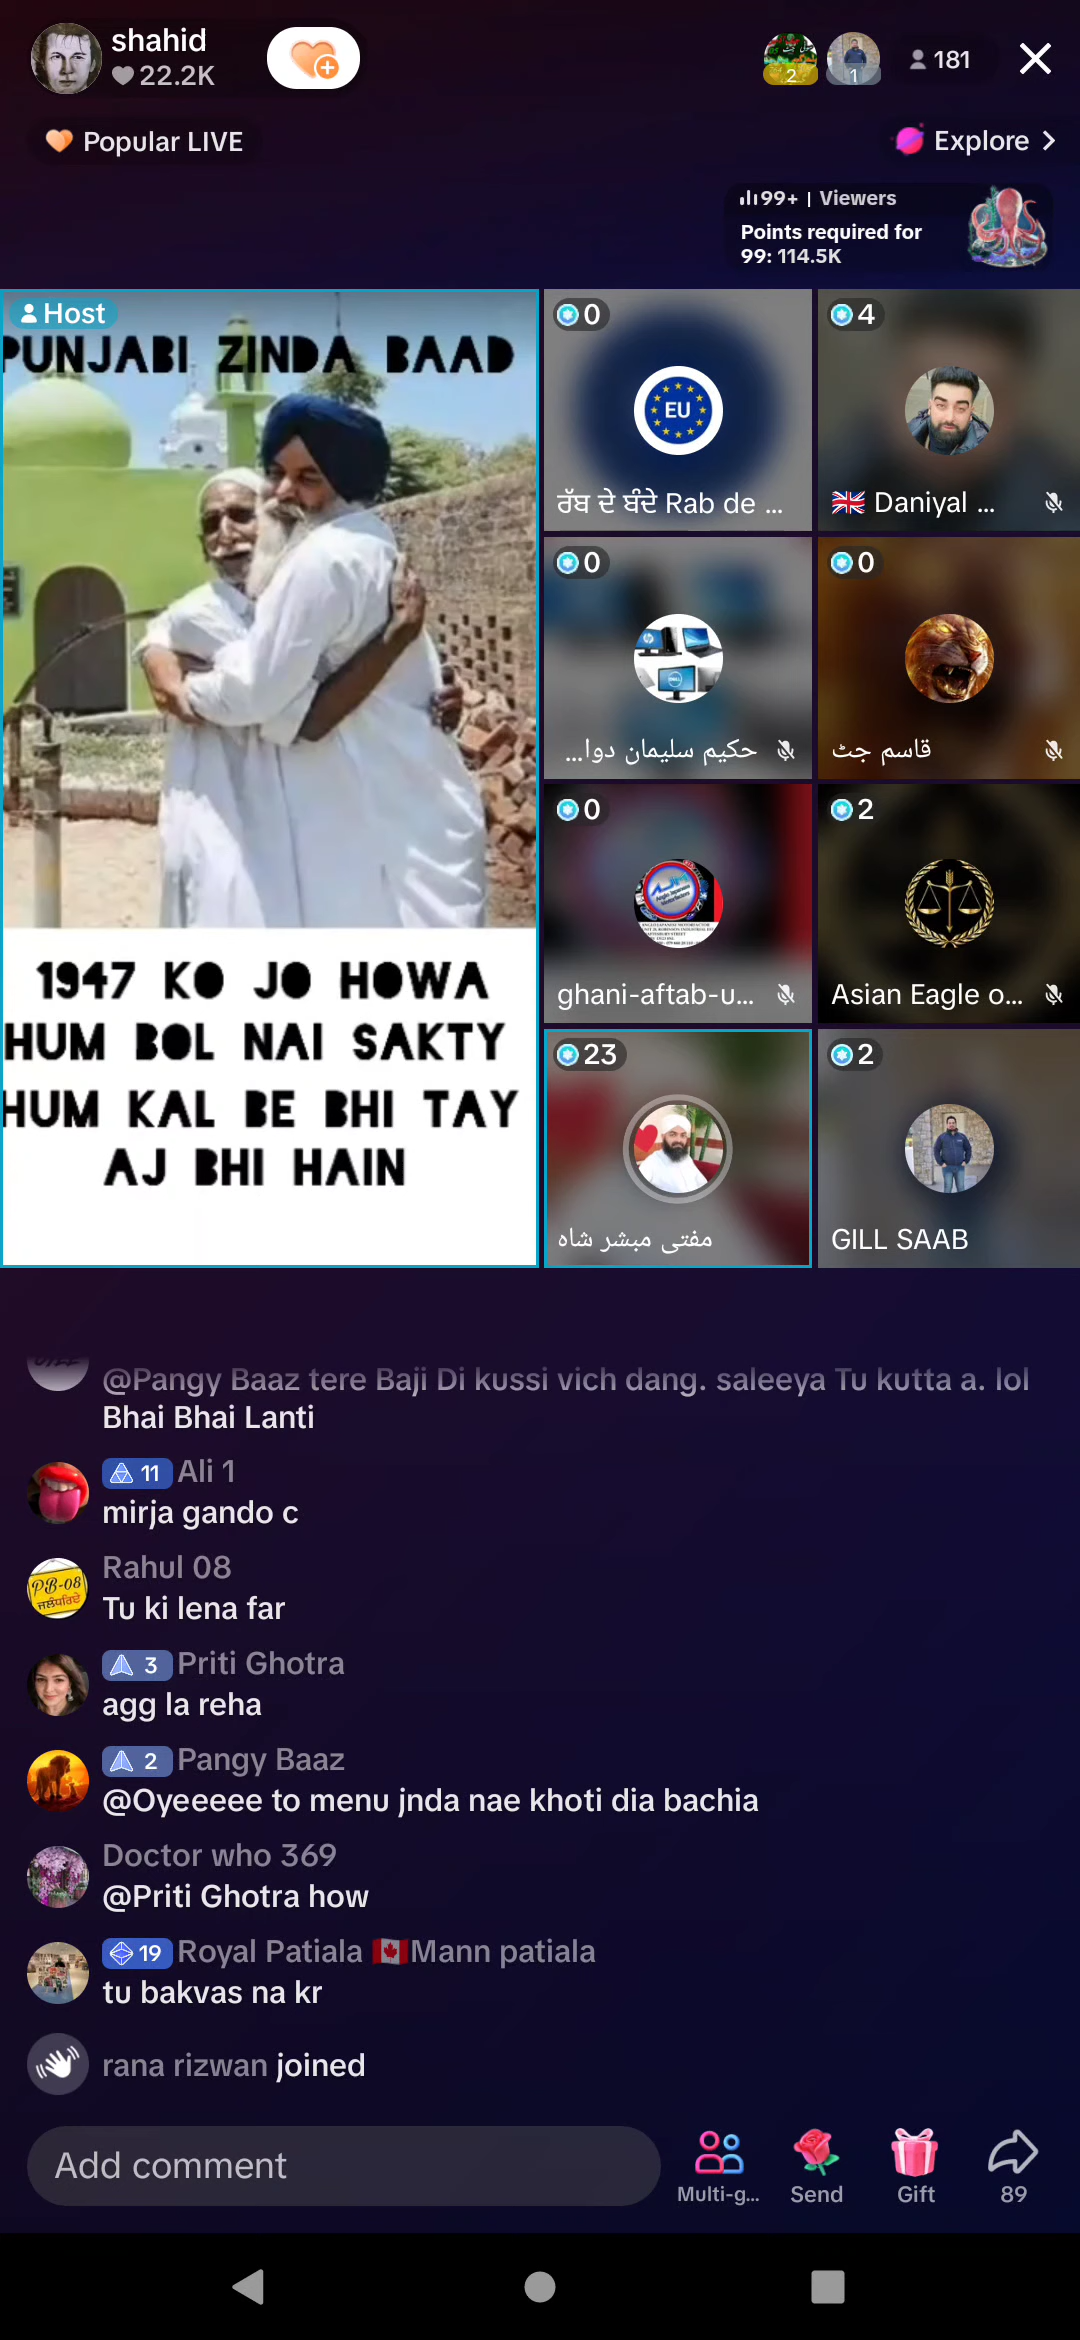 shahid
22.2K
2
1
181
Popular LIVE
Explore
99+ | Viewers
Points required for
99: 114.5K
Host
PUNJABI ZINDA BAAD
1947 KO JO HOWA
HUM BOL NAI SAKTY
HUM KAL BE BHI TAY
AJ BHI HAIN
0
EU
ਰੱਬ ਦੇ ਬੰਦੇ Rab de ...
4
🇬🇧 Daniyal ...
0
حکیم سلیمان دوا...
0
قاسم جٹ
0
ghani-aftab-u...
2
Asian Eagle o...
23
مفتی مبشر شاہ
2
GILL SAAB
@Pangy Baaz tere Baji Di kussi vich dang. saleeya Tu kutta a. lol
Bhai Bhai Lanti
11 Ali 1
mirja gando c
PB-08
Rahul 08
Tu ki lena far
3 Priti Ghotra
agg la reha
2 Pangy Baaz
@Oyeeeee to menu jnda nae khoti dia bachia
Doctor who 369
@Priti Ghotra how
19 Royal Patiala 🇨🇦Mann patiala
tu bakvas na kr
rana rizwan joined
Add comment
Multi-g...
Send
Gift
89